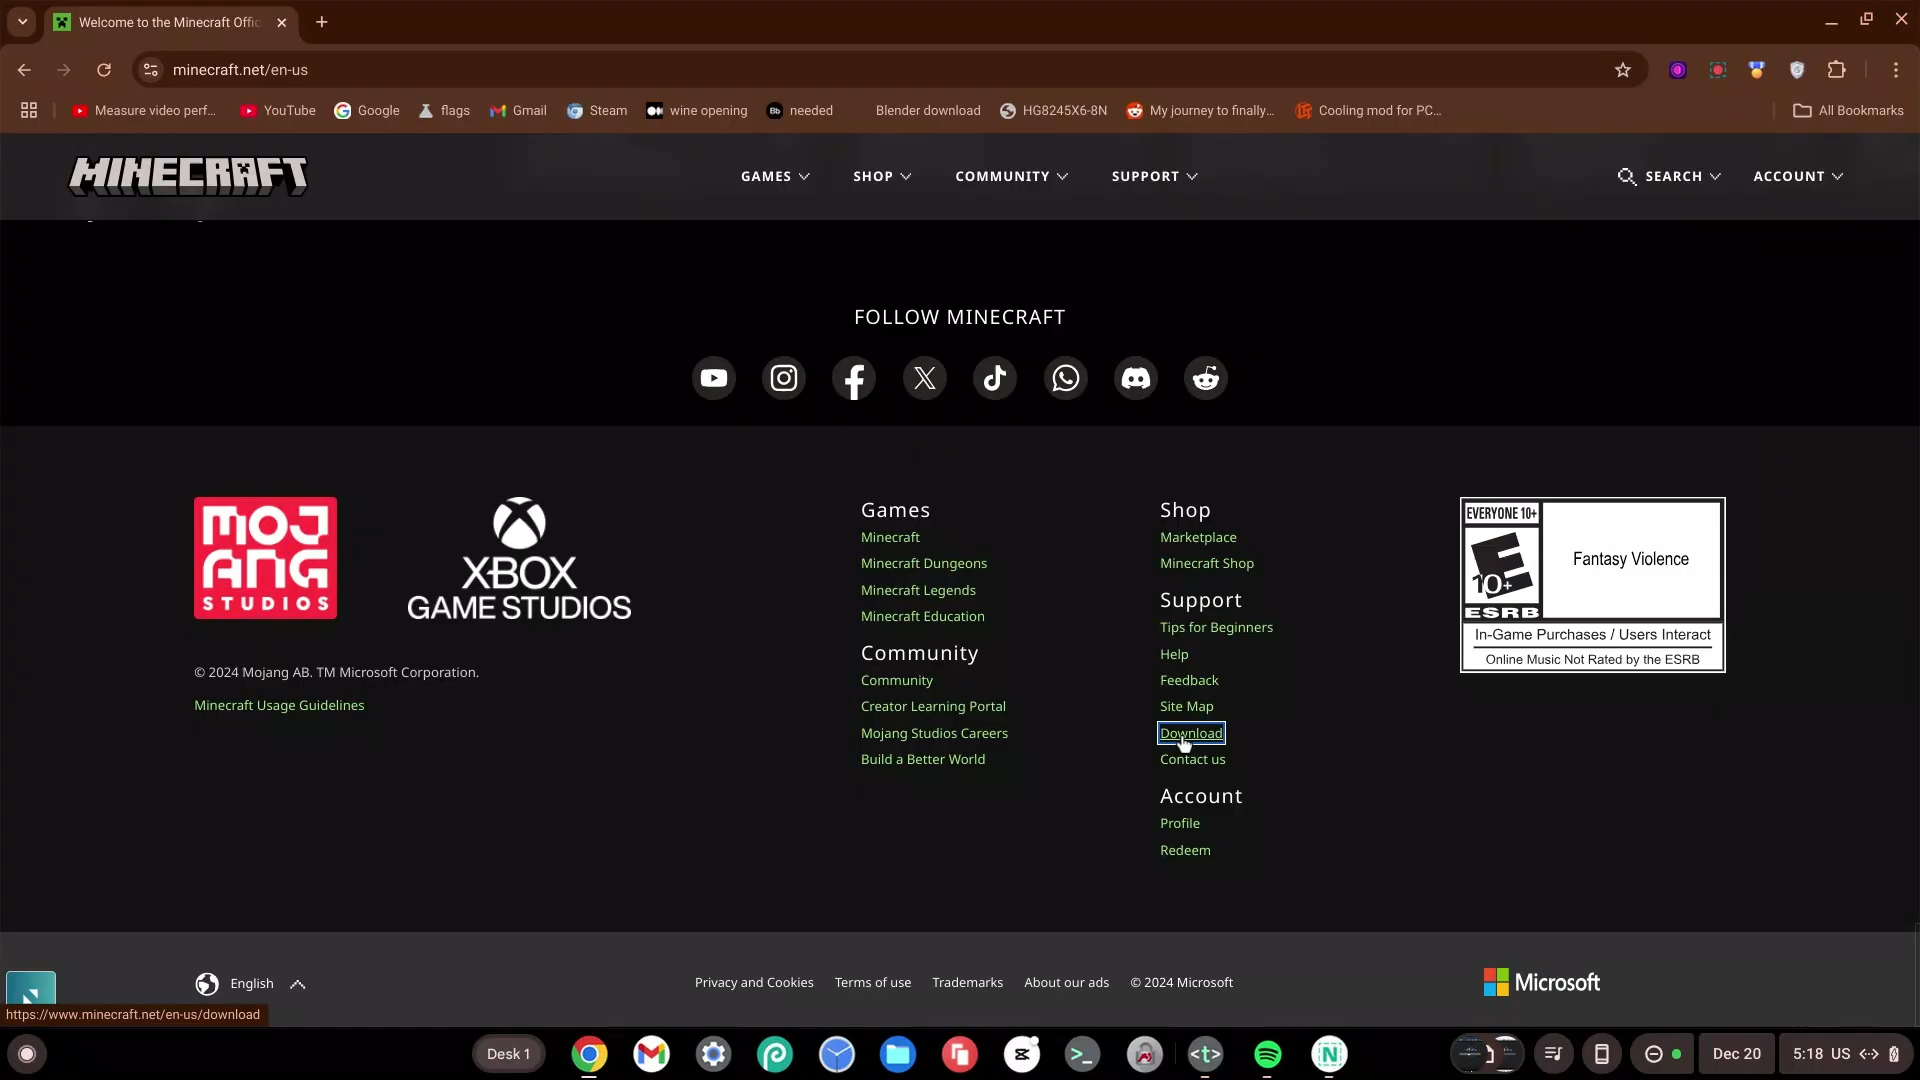 Welcome to the Minecraft Offic
minecraft.net/en-us
Measure video perf...
YouTube
Google
flags
Gmail
Steam
wine opening
Bb
needed
Blender download
HG8245X6-8N
My journey to finally...
Cooling mod for PC...
All Bookmarks
MINECRAFT
GAMES
SHOP
COMMUNITY
SUPPORT
SEARCH
ACCOUNT
FOLLOW MINECRAFT
MOJ
ANG
STUDIOS
XBOX
GAME STUDIOS
© 2024 Mojang AB. TM Microsoft Corporation.
Minecraft Usage Guidelines
Games
Minecraft
Minecraft Dungeons
Minecraft Legends
Minecraft Education
Community
Community
Creator Learning Portal
Mojang Studios Careers
Build a Better World
Shop
Marketplace
Minecraft Shop
Support
Tips for Beginners
Help
Feedback
Site Map
Download
Contact us
Account
Profile
Redeem
EVERYONE 10+
E
10+
ESRB
Fantasy Violence
In-Game Purchases / Users Interact
Online Music Not Rated by the ESRB
English
Privacy and Cookies
Terms of use
Trademarks
About our ads
© 2024 Microsoft
Microsoft
https://www.minecraft.net/en-us/download
Desk 1
>_
<t>
N
Dec 20
5:18 US